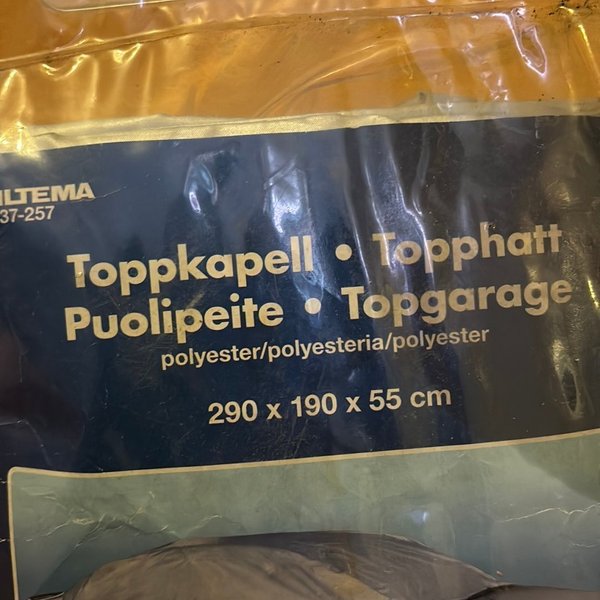 ILTEMA
37-257
Toppkapell • Topphatt
Puolipeite • Topgarage
polyester/polyesteria/polyester
290 x 190 x 55 cm